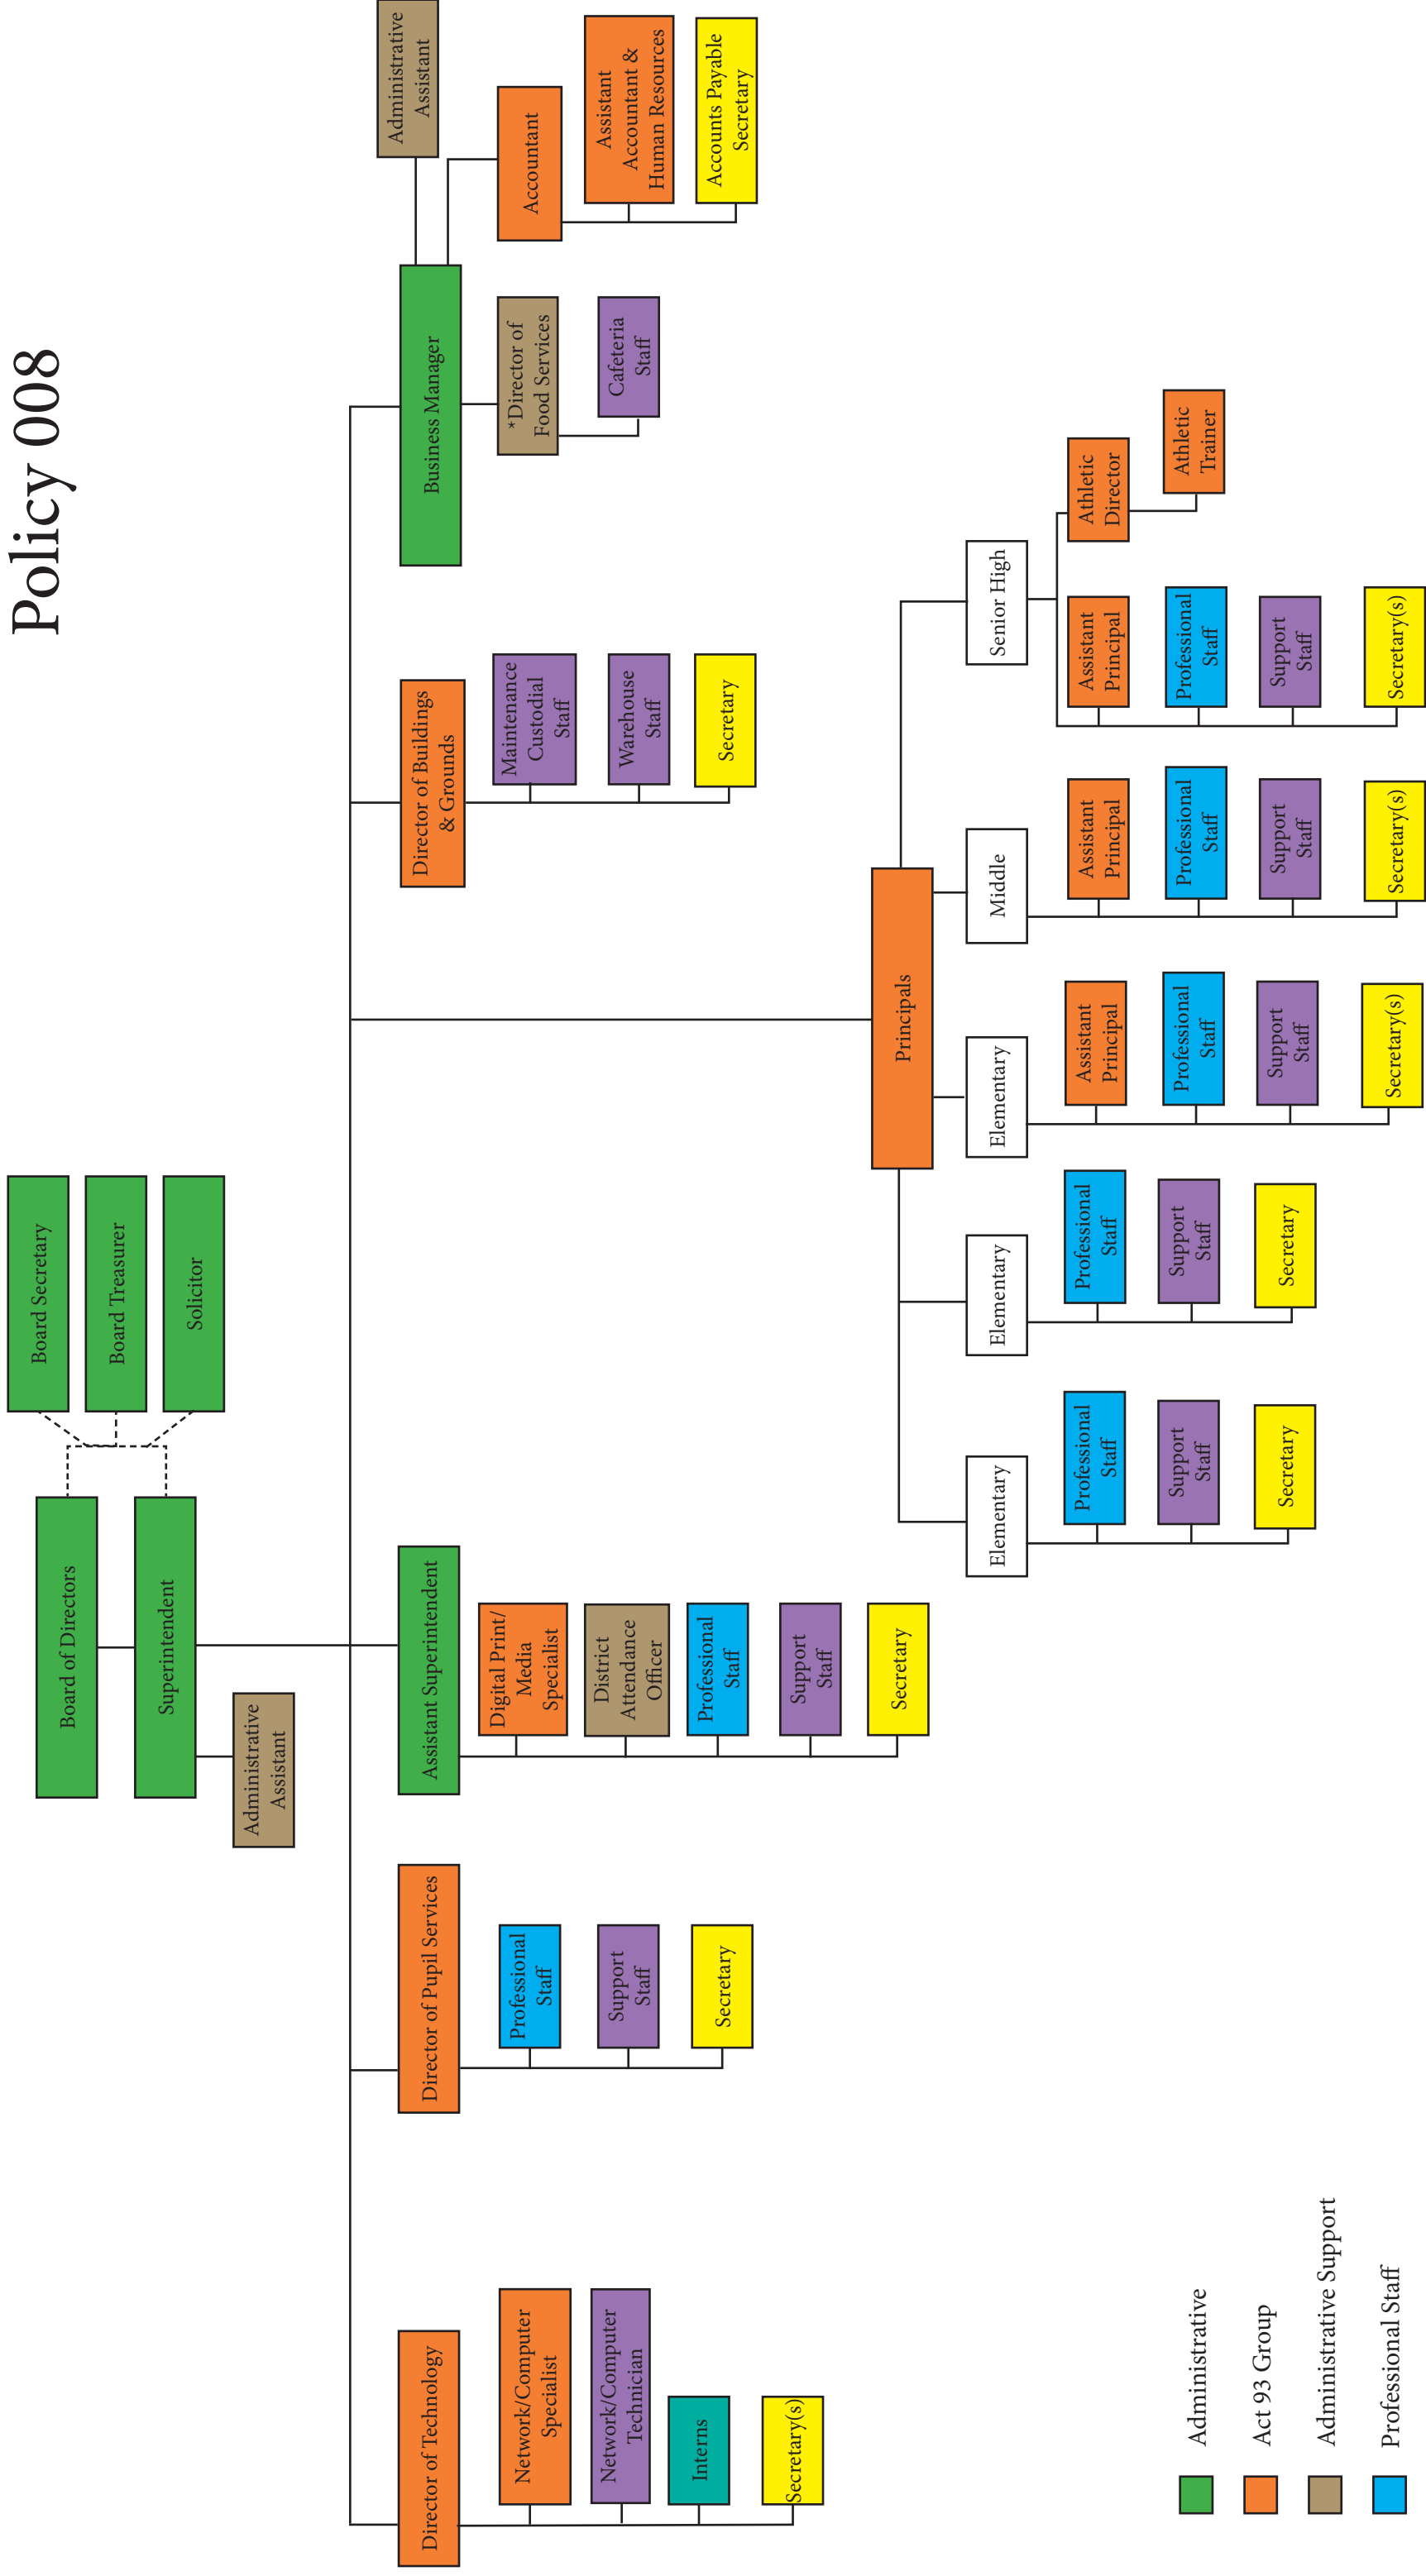 Policy 008
Board of Directors
Superintendent
Board Secretary
Board Treasurer
Solicitor
Administrative
Assistant
Director of Technology
Network/Computer
Specialist
Network/Computer
Technician
Interns
Secretary(s)
Director of Pupil Services
Professional
Staff
Support
Staff
Secretary
Assistant Superintendent
Digital Print/
Media
Specialist
District
Attendance
Officer
Professional
Staff
Support
Staff
Secretary
Principals
Elementary
Professional
Staff
Support
Staff
Secretary
Elementary
Professional
Staff
Support
Staff
Secretary
Elementary
Assistant
Principal
Professional
Staff
Support
Staff
Secretary(s)
Middle
Assistant
Principal
Professional
Staff
Support
Staff
Secretary(s)
Senior High
Assistant
Principal
Professional
Staff
Support
Staff
Secretary(s)
Athletic
Director
Athletic
Trainer
Director of Buildings
& Grounds
Maintenance
Custodial
Staff
Warehouse
Staff
Secretary
Business Manager
Administrative
Assistant
*Director of
Food Services
Cafeteria
Staff
Accountant
Assistant
Accountant &
Human Resources
Accounts Payable
Secretary
Administrative
Act 93 Group
Administrative Support
Professional Staff